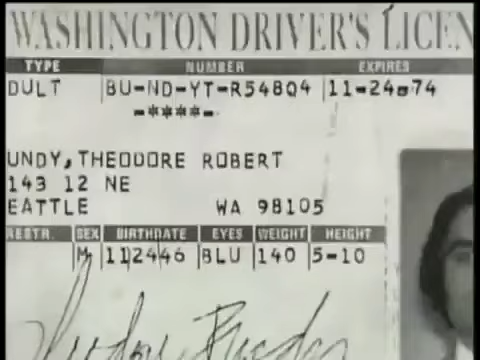 WASHINGTON DRIVER'S LICEN
TYPE NUMBER EXPIRES
DULT BU-ND-YT-R548Q4 11-24-74
-****-
UNDY, THEODORE ROBERT
143 12 NE
EATTLE WA 98105
RESTR. SEX BIRTHDATE EYES WEIGHT HEIGHT
M 112446 BLU 140 5-10